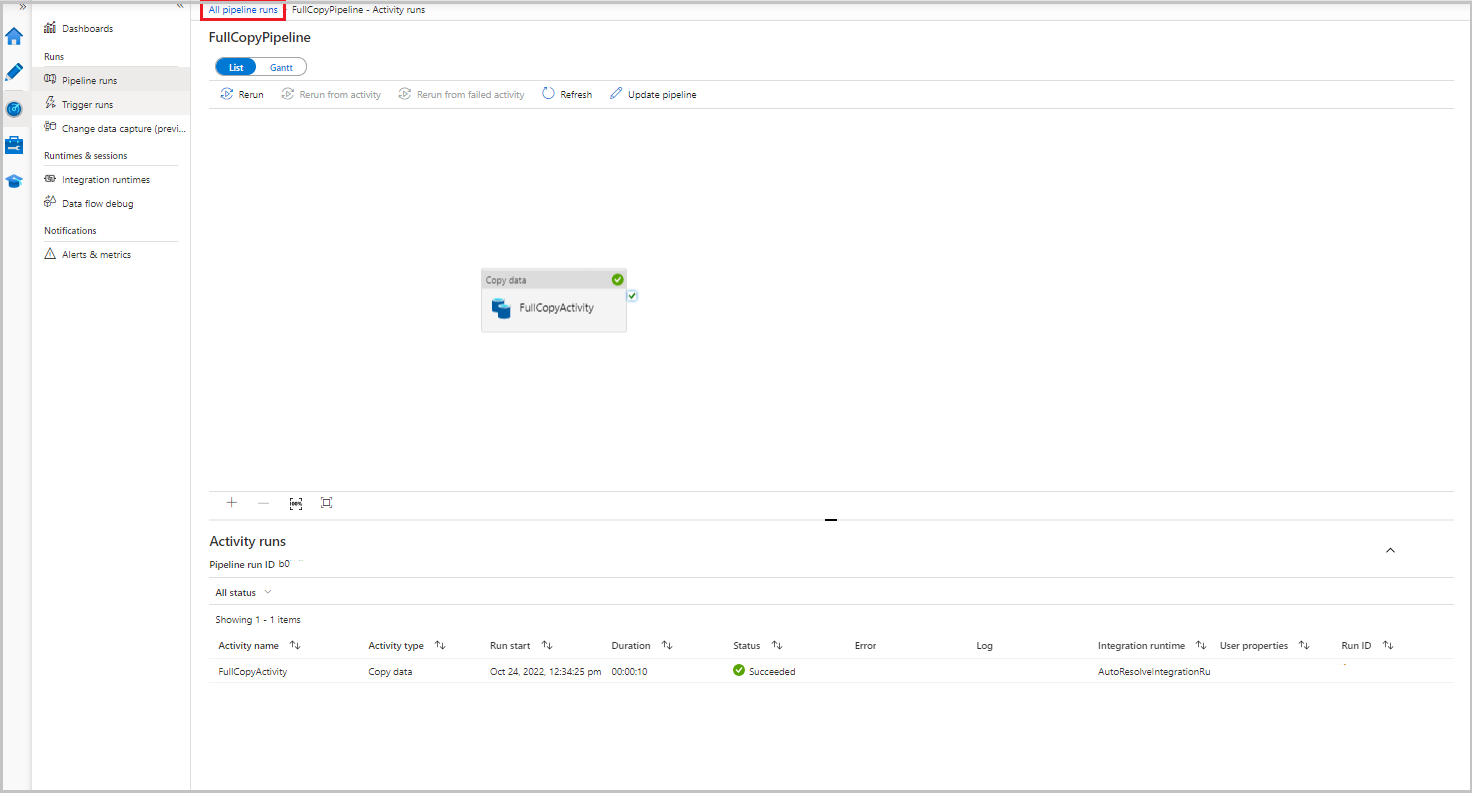 All pipeline runs
FullCopyPipeline - Activity runs
Dashboards
Runs
Pipeline runs
Trigger runs
Change data capture (previ...
Runtimes & sessions
Integration runtimes
Data flow debug
Notifications
Alerts & metrics
FullCopyPipeline
List Gantt
Rerun Rerun from activity Rerun from failed activity Refresh Update pipeline
Copy data
FullCopyActivity
Activity runs
Pipeline run ID b0
All status
Showing 1 - 1 items
Activity name Activity type Run start Duration Status Error Log Integration runtime User properties Run ID
FullCopyActivity Copy data Oct 24, 2022, 12:34:25 pm 00:00:10 Succeeded AutoResolveIntegrationRu